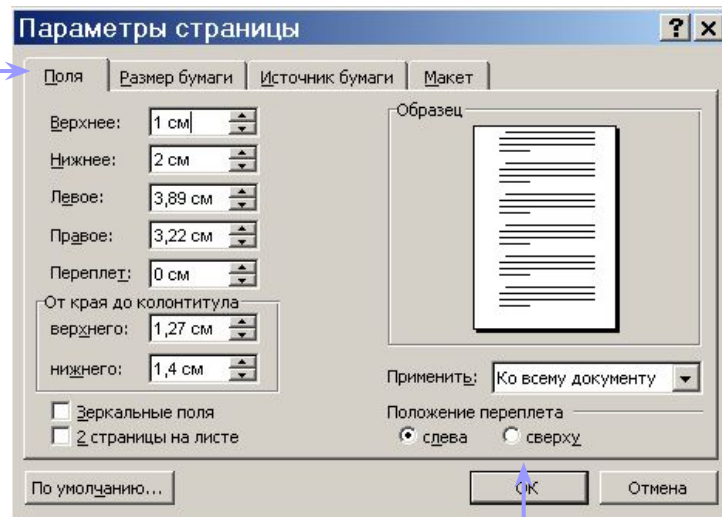 Параметры страницы
Поля Размер бумаги Источник бумаги Макет
Верхнее: 1 см
Нижнее: 2 см
Левое: 3,89 см
Правое: 3,22 см
Переплет: 0 см
От края до колонтитула
верхнего: 1,27 см
нижнего: 1,4 см
Зеркальные поля
2 страницы на листе
Образец
Применить: Ко всему документу
Положение переплета
слева сверху
По умолчанию... ОК Отмена